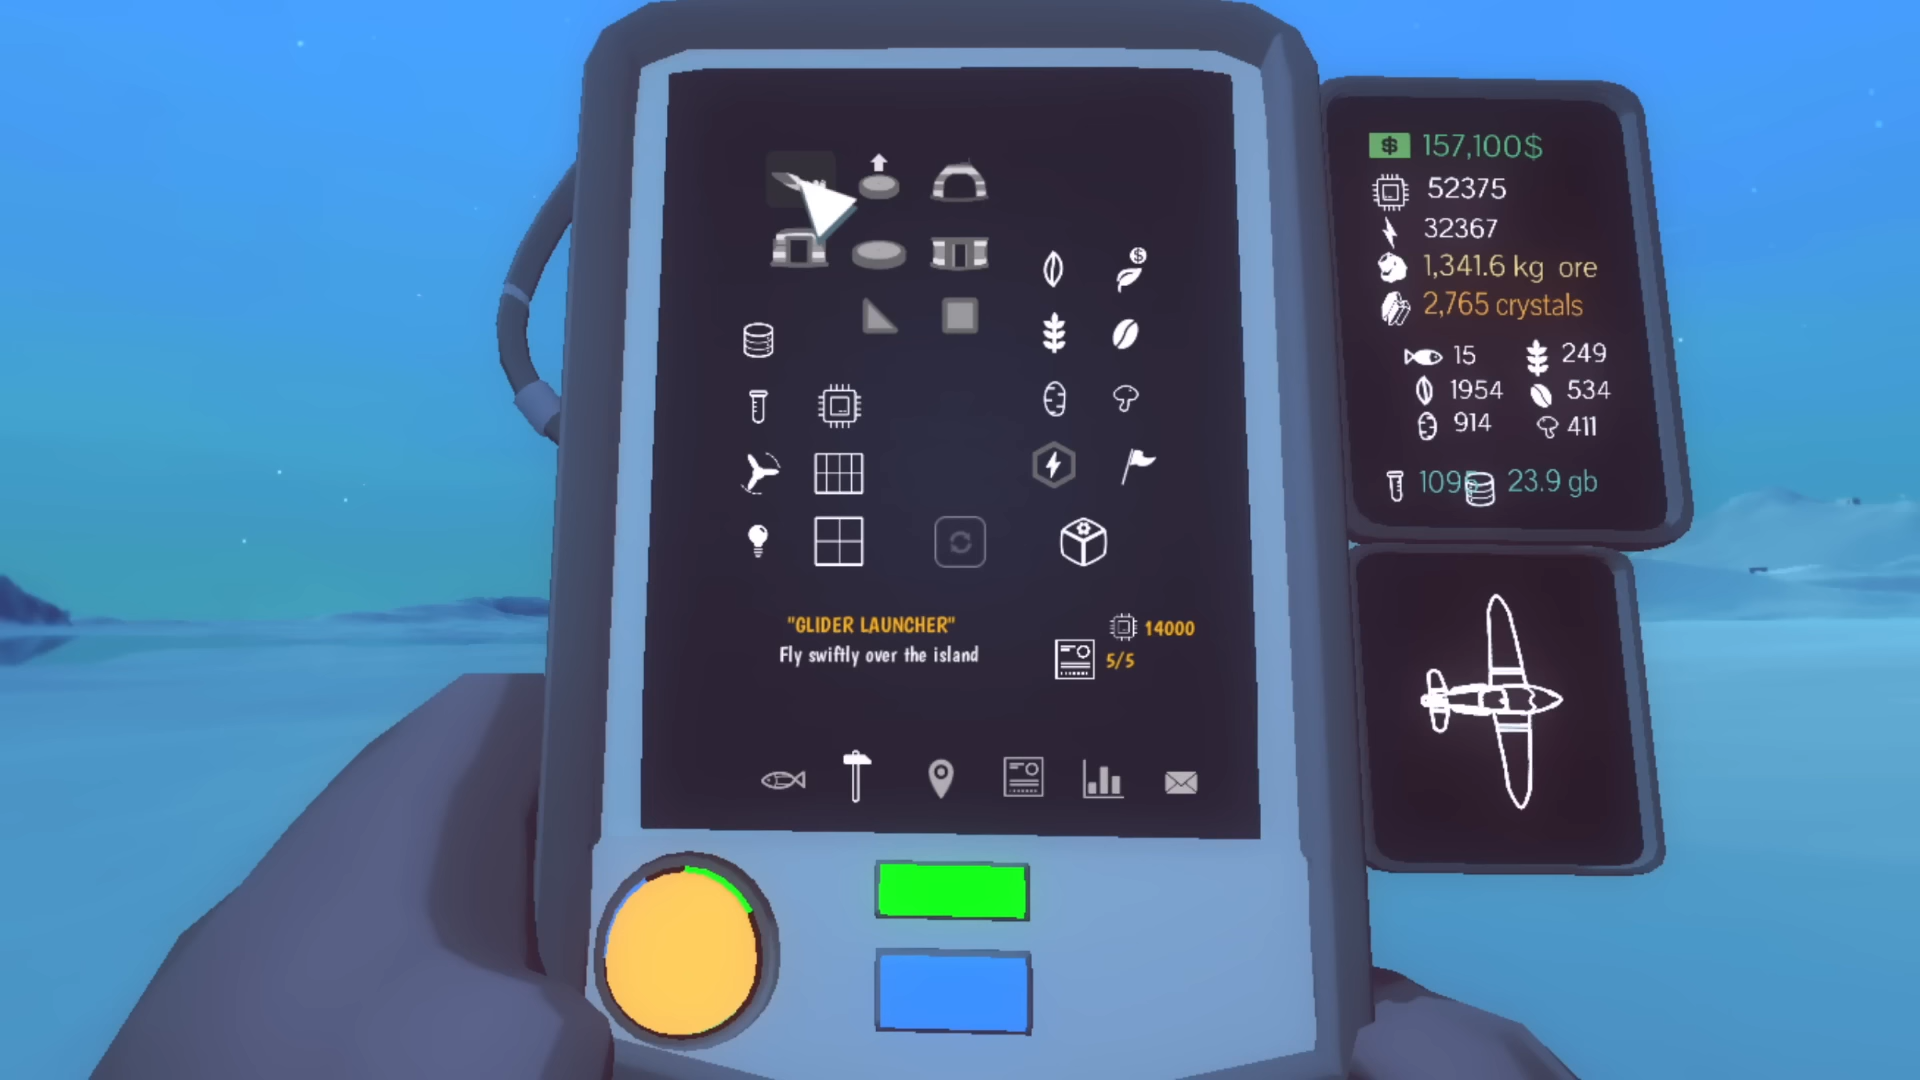 157,100$
52375
32367
1,341.6 kg ore
2,765 crystals
15 249
1954 534
914 411
23.9 gb
"GLIDER LAUNCHER"
Fly swiftly over the island
14000
5/5